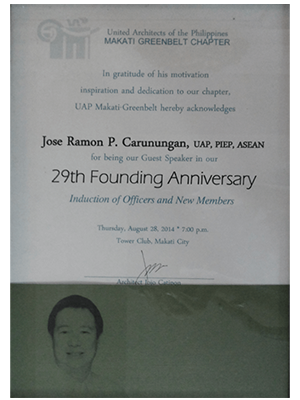 United Architects of the Philippines
MAKATI GREENBELT CHAPTER
In gratitude of his motivation
inspiration and dedication to our chapter,
UAP Makati-Greenbelt hereby acknowledges
Jose Ramon P. Carunungan, UAP, PIEP, ASEAN
for being our Guest Speaker in our
29th Founding Anniversary
Induction of Officers and New Members
Thursday, August 28, 2014 * 7:00 p.m.
Tower Club, Makati City
Architect